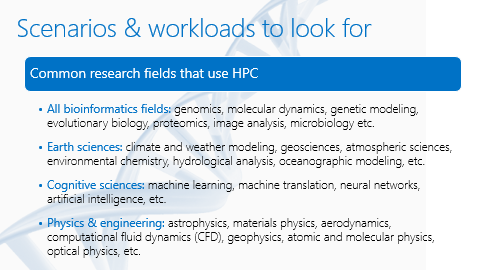 Scenarios & workloads to look for
Common research fields that use HPC
• All bioinformatics fields: genomics, molecular dynamics, genetic modeling,
evolutionary biology, proteomics, image analysis, microbiology etc.
• Earth sciences: climate and weather modeling, geosciences, atmospheric sciences,
environmental chemistry, hydrological analysis, oceanographic modeling, etc.
• Cognitive sciences: machine learning, machine translation, neural networks,
artificial intelligence, etc.
• Physics & engineering: astrophysics, materials physics, aerodynamics,
computational fluid dynamics (CFD), geophysics, atomic and molecular physics,
optical physics, etc.